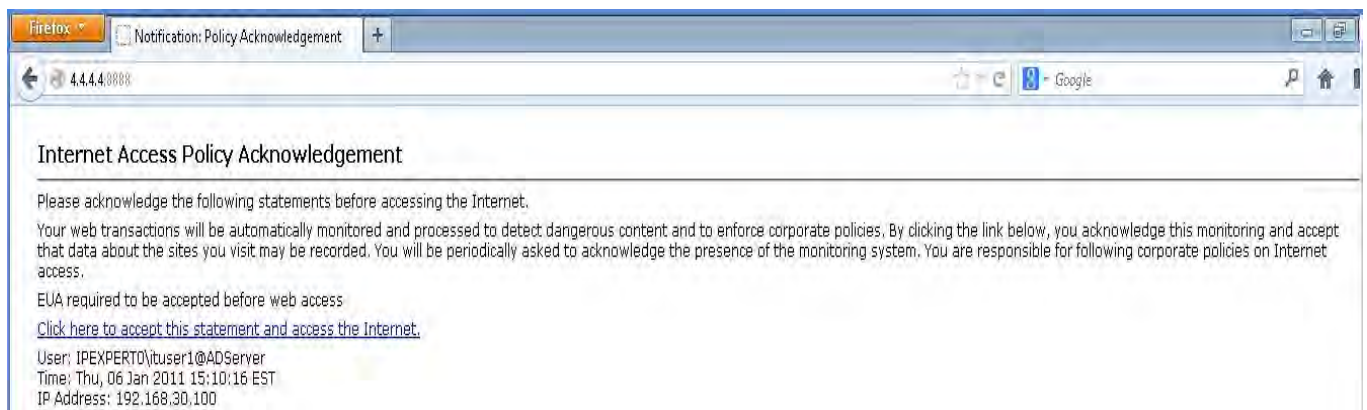 Firefox
Notification: Policy Acknowledgement
+
4.4.4.4:8888
Google
Internet Access Policy Acknowledgement
Please acknowledge the following statements before accessing the Internet.
Your web transactions will be automatically monitored and processed to detect dangerous content and to enforce corporate policies. By clicking the link below, you acknowledge this monitoring and accept
that data about the sites you visit may be recorded. You will be periodically asked to acknowledge the presence of the monitoring system. You are responsible for following corporate policies on Internet
access.
EUA required to be accepted before web access
Click here to accept this statement and access the Internet.
User: IPEXPERT0\ituser1@ADServer
Time: Thu, 06 Jan 2011 15:10:16 EST
IP Address: 192.168.30.100